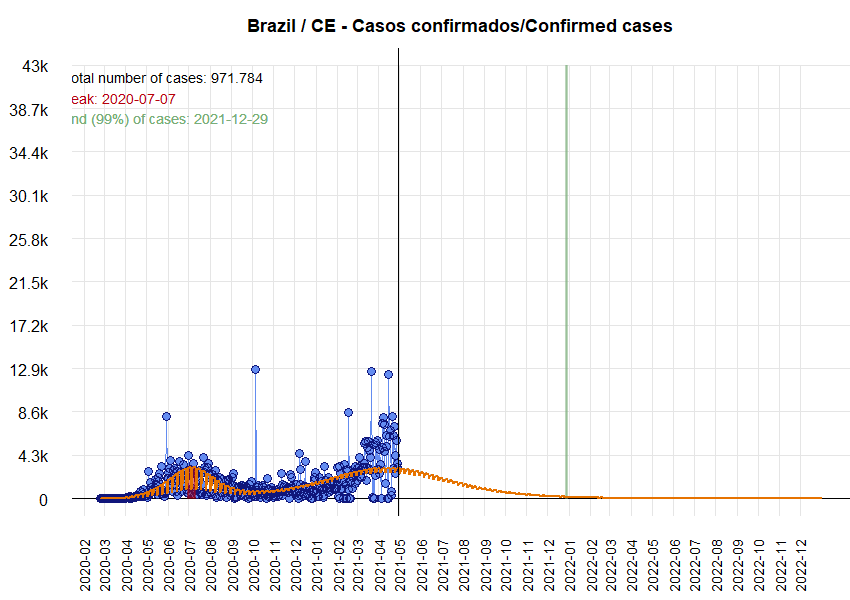 Brazil / CE - Casos confirmados/Confirmed cases
43k
otal number of cases: 971.784
eak: 2020-07-07
38.7k
nd (99%) of cases: 2021-12-29
34.4k
30.1k
25.8k
21.5k
17.2k
12.9k
8.6k
4.3k
0
2020-02
2020-03
2020-04
2020-05
2020-06
2020-07
2020-08
2020-09
2020-10
2020-11
2020-12
2021-01
2021-02
2021-03
2021-04
2021-05
2021-06
2021-07
2021-08
2021-09
2021-10
2021-11
2021-12
2022-01
2022-02
2022-03
2022-04
2022-05
2022-06
2022-07
2022-08
2022-09
2022-10
2022-11
2022-12